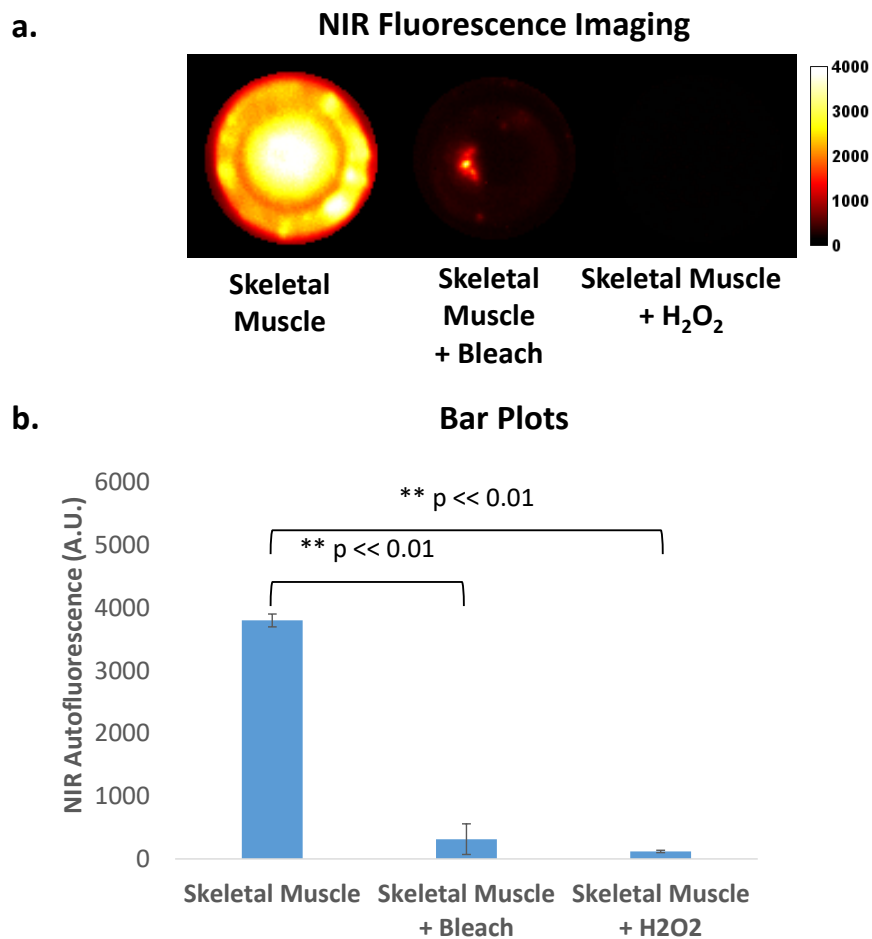 a.
NIR Fluorescence Imaging
4000
3000
2000
1000
0
Skeletal
Muscle
Skeletal
Muscle
+ Bleach
Skeletal Muscle
+ H₂O₂
b.
Bar Plots
NIR Autofluorescence (A.U.)
6000
5000
4000
3000
2000
1000
0
** p << 0.01
** p << 0.01
Skeletal Muscle
Skeletal Muscle
+ Bleach
Skeletal Muscle
+ H2O2